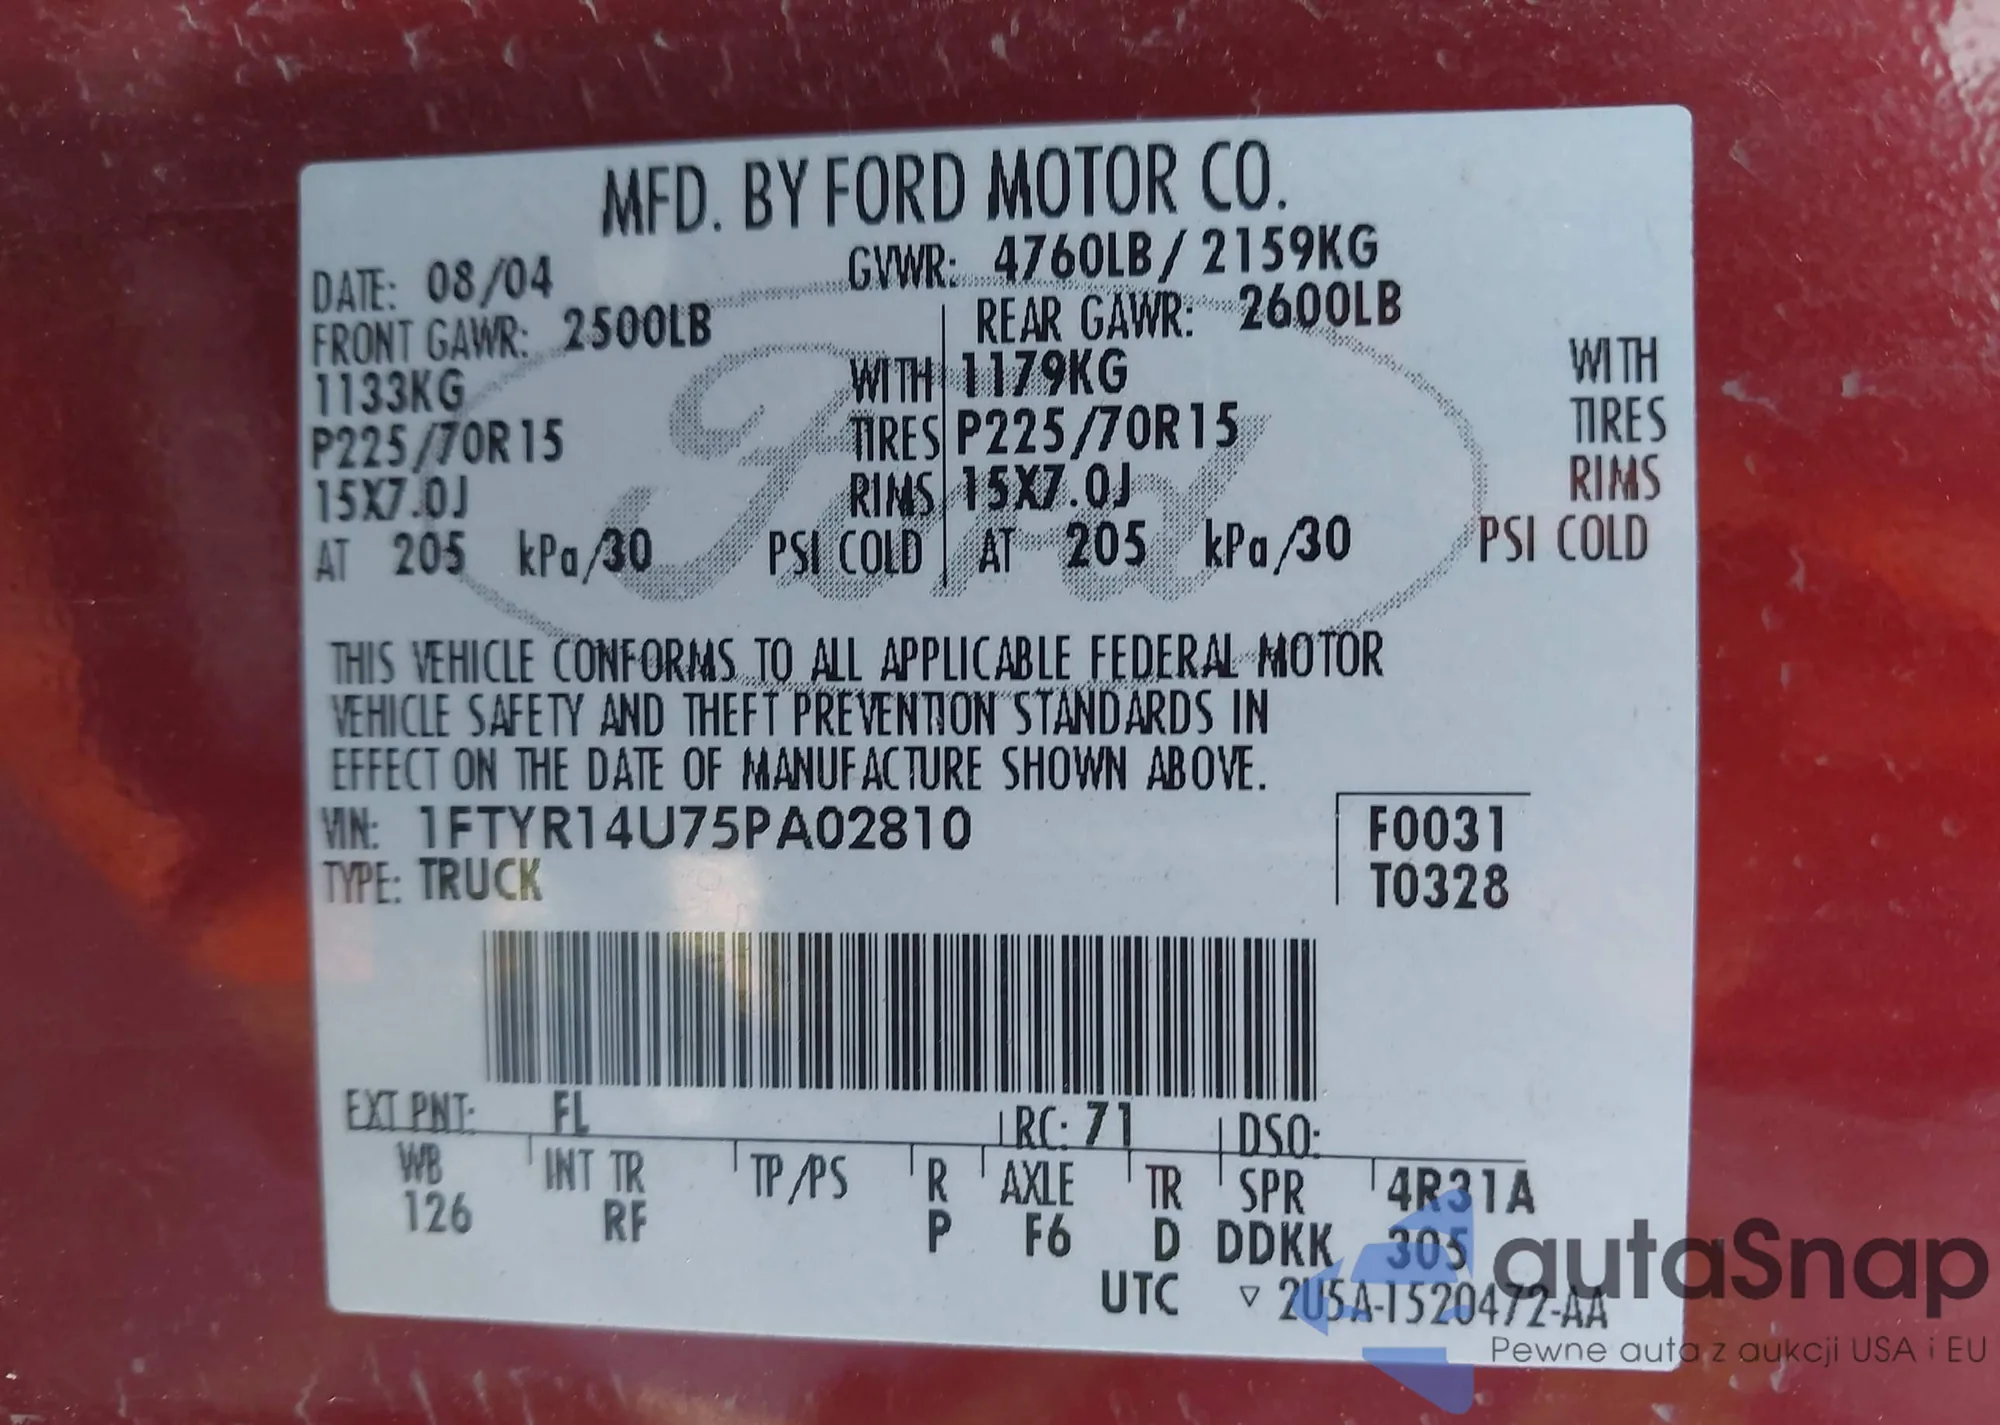 MFD. BY FORD MOTOR CO.
DATE: 08/04 GVWR: 4760LB/ 2159KG
FRONT GAWR: 2500LB REAR GAWR: 2600LB
1133KG WITH 1179KG WITH
P225/70R15 TIRES P225/70R15 TIRES
15X7.0J RIMS 15X7.0J RIMS
AT 205 kPa/30 PSI COLD AT 205 kPa/30 PSI COLD
Ford
THIS VEHICLE CONFORMS TO ALL APPLICABLE FEDERAL MOTOR
VEHICLE SAFETY AND THEFT PREVENTION STANDARDS IN
EFFECT ON THE DATE OF MANUFACTURE SHOWN ABOVE.
VIN: 1FTYR14U75PA02810 F0031
TYPE: TRUCK T0328
EXT PNT: FL RC: 71 DSO:
WB INT TR TP/PS R AXLE TR SPR 4R31A
126 RF P F6 D DDKK 305
UTC ▽ 2U5A-1520472-AA
autaSnap
Pewne auta z aukcji USA i EU